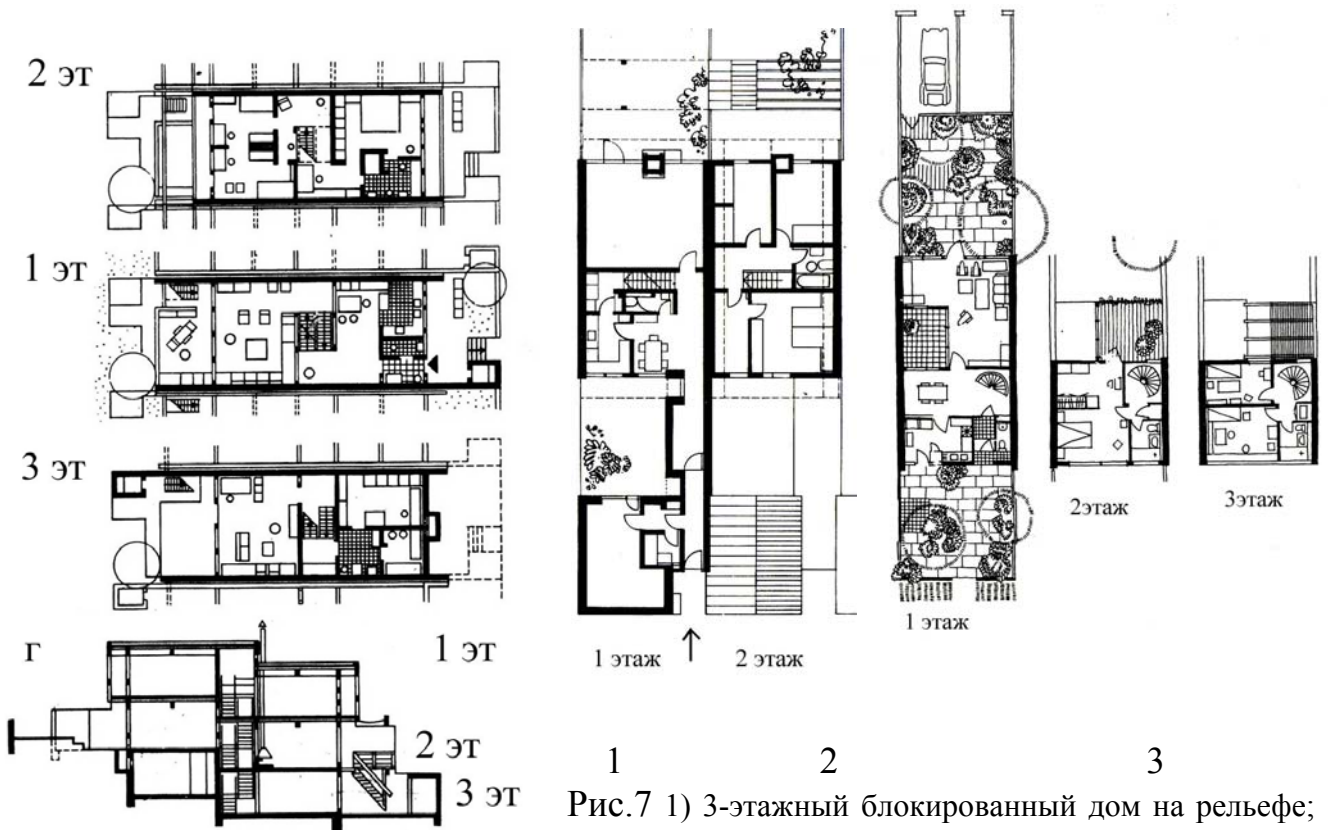 2 эт
1 эт
3 эт
г
1 эт
2 эт
3 эт
1 этаж
2 этаж
1 этаж
2этаж
3этаж
1 2 3
Рис.7 1) 3-этажный блокированный дом на рельефе;